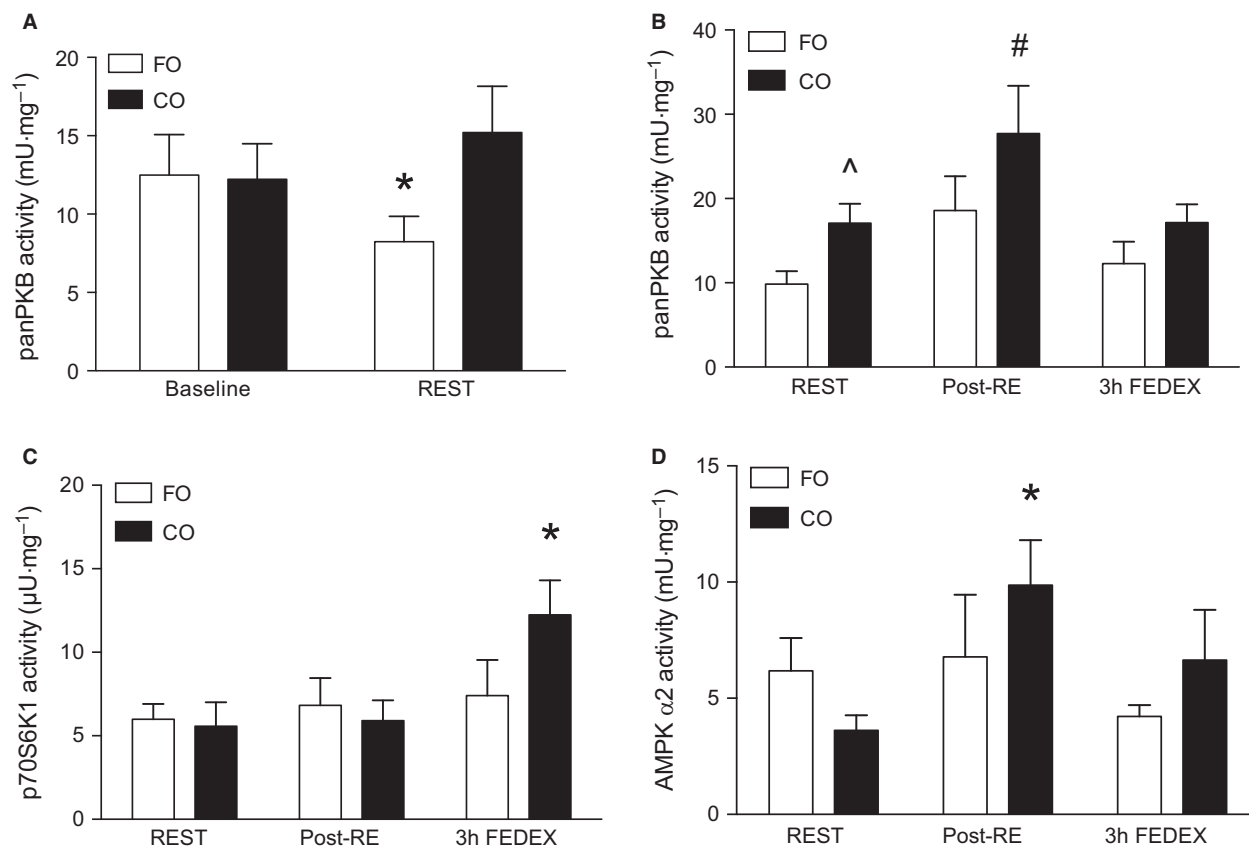 A
panPKB activity (mU·mg⁻¹)
20
15
10
5
0
FO
CO
*
Baseline
REST
B
panPKB activity (mU·mg⁻¹)
40
30
20
10
0
FO
CO
^
#
REST
Post-RE
3h FEDEX
C
p70S6K1 activity (µU·mg⁻¹)
20
15
10
5
0
FO
CO
*
REST
Post-RE
3h FEDEX
D
AMPK α2 activity (mU·mg⁻¹)
15
10
5
0
FO
CO
*
REST
Post-RE
3h FEDEX